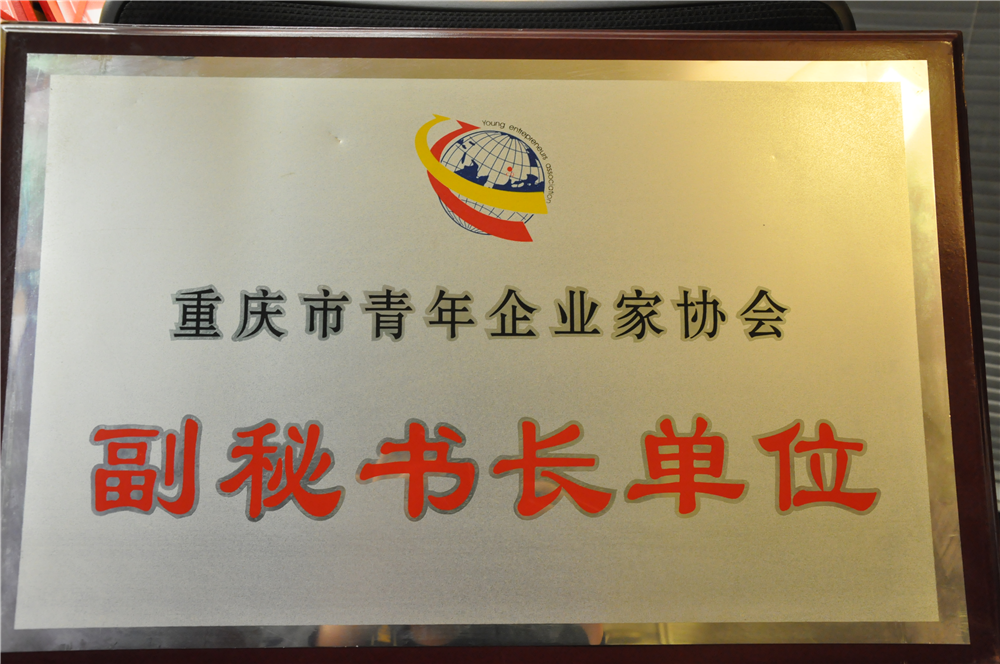 Young entrepreneurs association
重庆市青年企业家协会
副秘书长单位